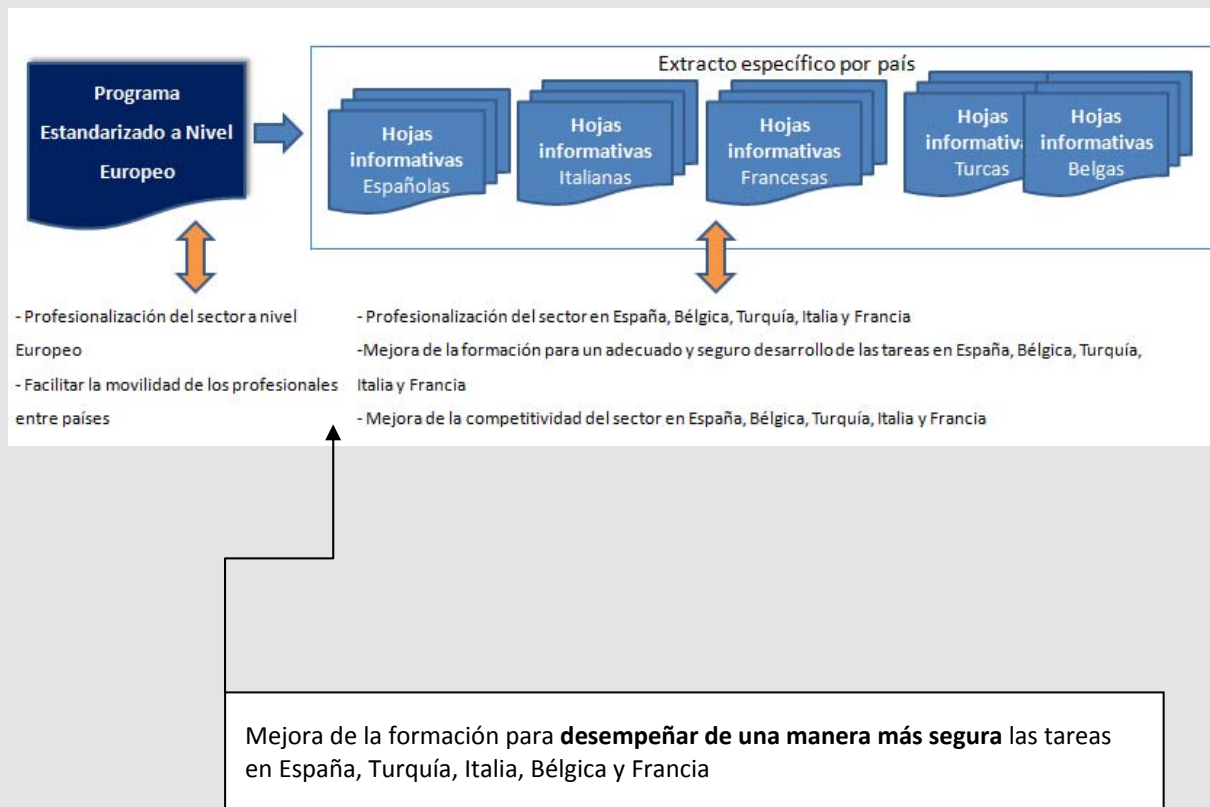 Programa
Estandarizado a Nivel
Europeo
Extracto específico por país
Hojas
informativas
Españolas
Hojas
informativas
Italianas
Hojas
informativas
Francesas
Hojas
informativa
Turcas
Hojas
informativas
Belgas
- Profesionalización del sector a nivel
Europeo
- Facilitar la movilidad de los profesionales
entre países
- Profesionalización del sector en España, Bélgica, Turquía, Italia y Francia
-Mejora de la formación para un adecuado y seguro desarrollo de las tareas en España, Bélgica, Turquía,
Italia y Francia
- Mejora de la competitividad del sector en España, Bélgica, Turquía, Italia y Francia
Mejora de la formación para desempeñar de una manera más segura las tareas
en España, Turquía, Italia, Bélgica y Francia